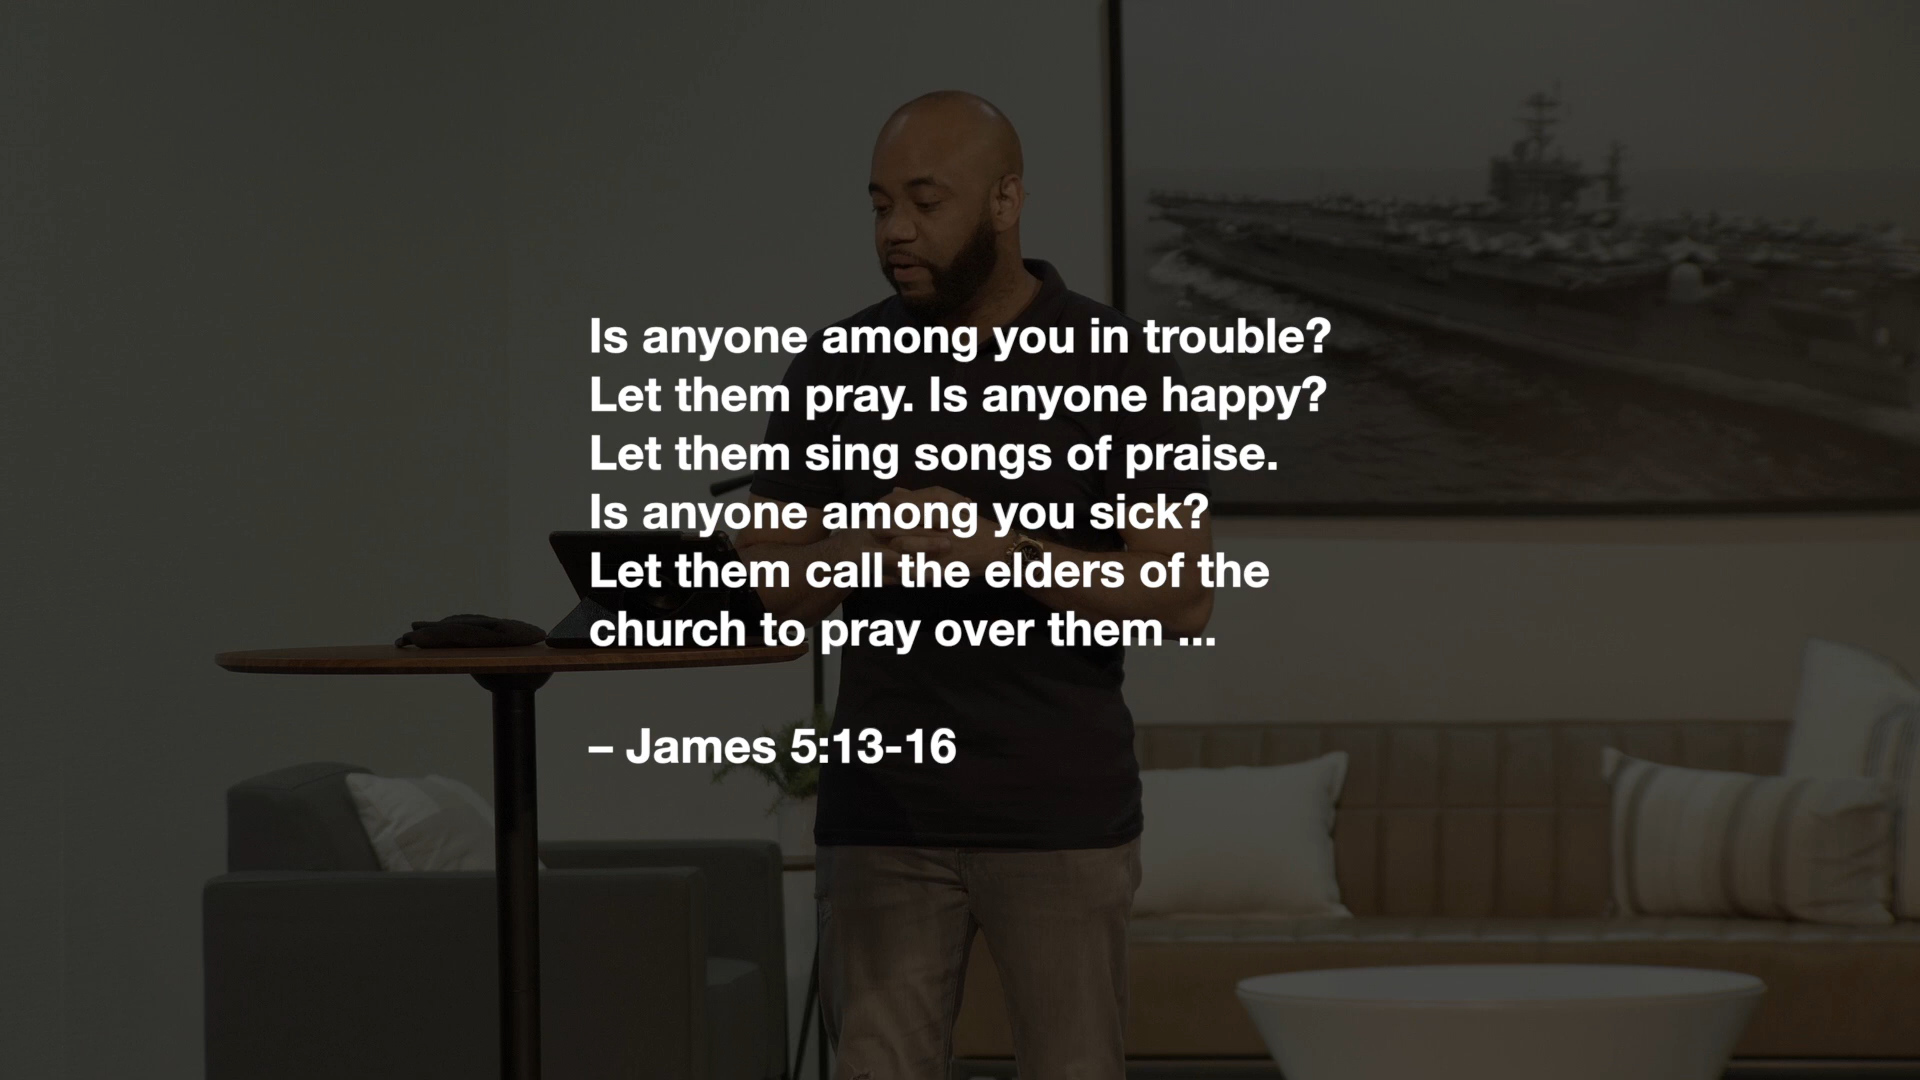 Is anyone among you in trouble?
Let them pray. Is anyone happy?
Let them sing songs of praise.
Is anyone among you sick?
Let them call the elders of the
church to pray over them ...
– James 5:13-16